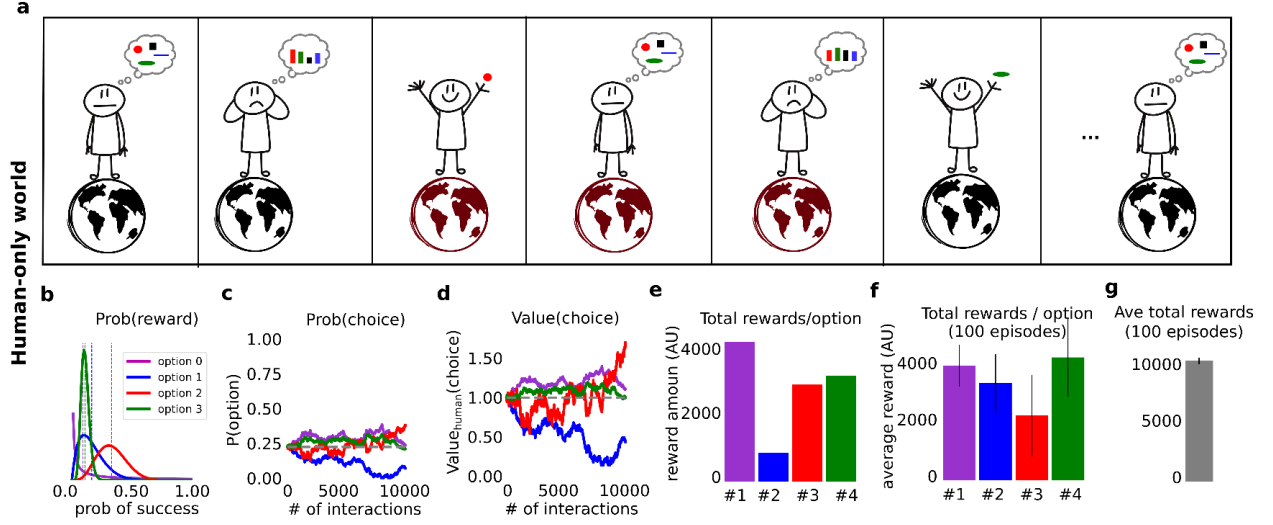 a
Human-only world
...
b
Prob(reward)
option 0
option 1
option 2
option 3
0.0
0.50
1.00
prob of success
c
Prob(choice)
P(option)
1.00
0.75
0.50
0.25
0.00
0
5000
10000
# of interactions
d
Value(choice)
Valuehuman(choice)
1.50
1.00
0.50
0.00
0
5000
10000
# of interactions
e
Total rewards/option
reward amoun (AU)
4000
2000
0
#1
#2
#3
#4
f
Total rewards / option
(100 episodes)
average reward (AU)
4000
2000
0
#1
#2
#3
#4
g
Ave total rewards
(100 episodes)
10000
5000
0